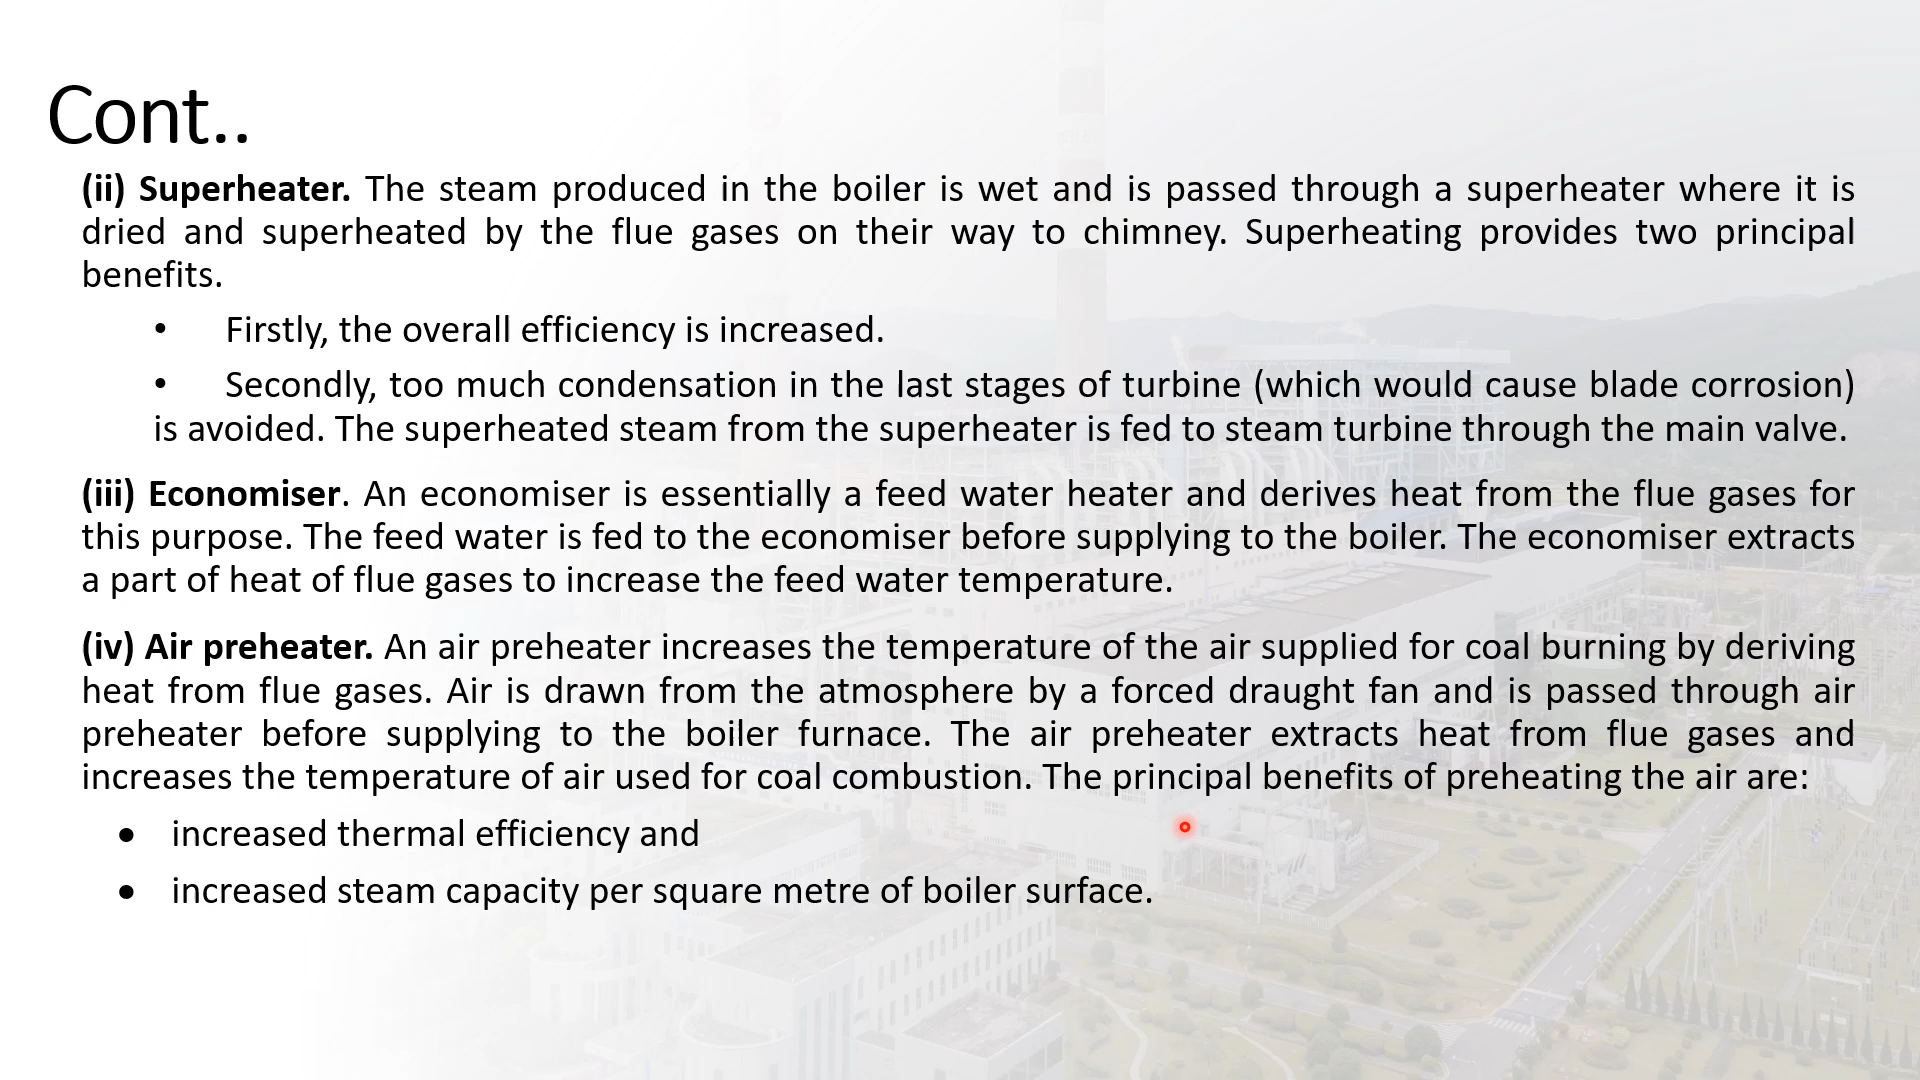 Cont..
(ii) Superheater. The steam produced in the boiler is wet and is passed through a superheater where it is
dried and superheated by the flue gases on their way to chimney. Superheating provides two principal
benefits.
• Firstly, the overall efficiency is increased.
• Secondly, too much condensation in the last stages of turbine (which would cause blade corrosion)
is avoided. The superheated steam from the superheater is fed to steam turbine through the main valve.
(iii) Economiser. An economiser is essentially a feed water heater and derives heat from the flue gases for
this purpose. The feed water is fed to the economiser before supplying to the boiler. The economiser extracts
a part of heat of flue gases to increase the feed water temperature.
(iv) Air preheater. An air preheater increases the temperature of the air supplied for coal burning by deriving
heat from flue gases. Air is drawn from the atmosphere by a forced draught fan and is passed through air
preheater before supplying to the boiler furnace. The air preheater extracts heat from flue gases and
increases the temperature of air used for coal combustion. The principal benefits of preheating the air are:
• increased thermal efficiency and
• increased steam capacity per square metre of boiler surface.